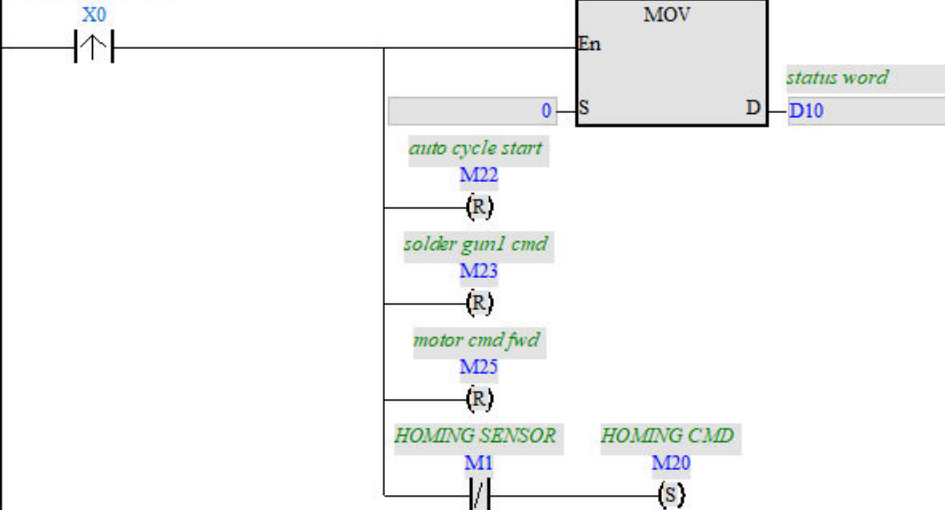 X0
MOV
En
status word
0
S
D
D10
auto cycle start
M22
R
solder gun1 cmd
M23
R
motor cmd fwd
M25
R
HOMING SENSOR
HOMING CMD
M1
M20
S